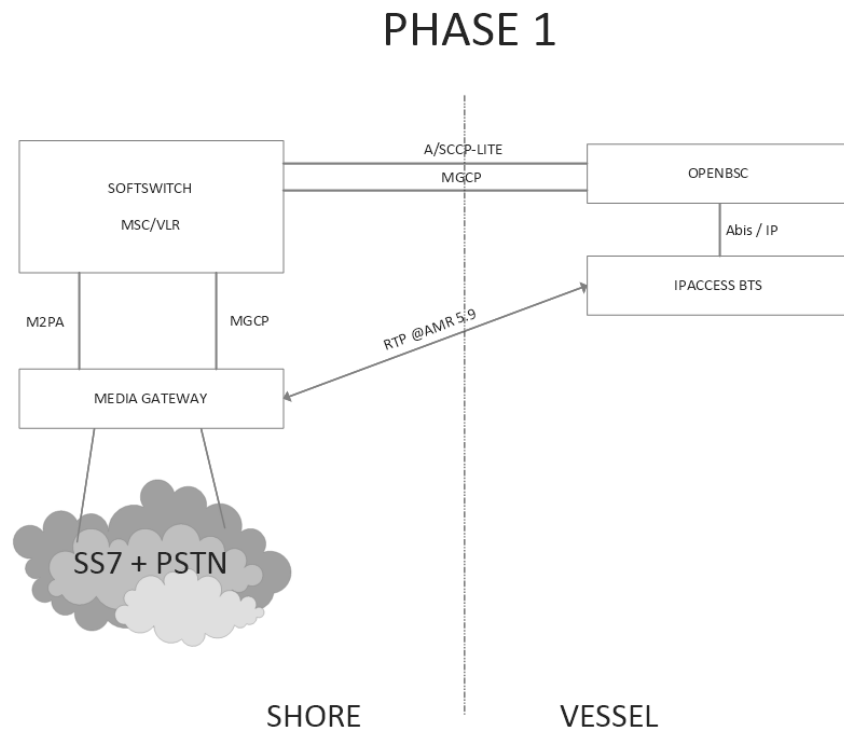 PHASE 1
A/SCCP-LITE
SOFTSWITCH
MSC/VLR
MGCP
OPENBSC
Abis / IP
IPACCESS BTS
M2PA
MGCP
RTP @AMR 5.9
MEDIA GATEWAY
SS7 + PSTN
SHORE
VESSEL